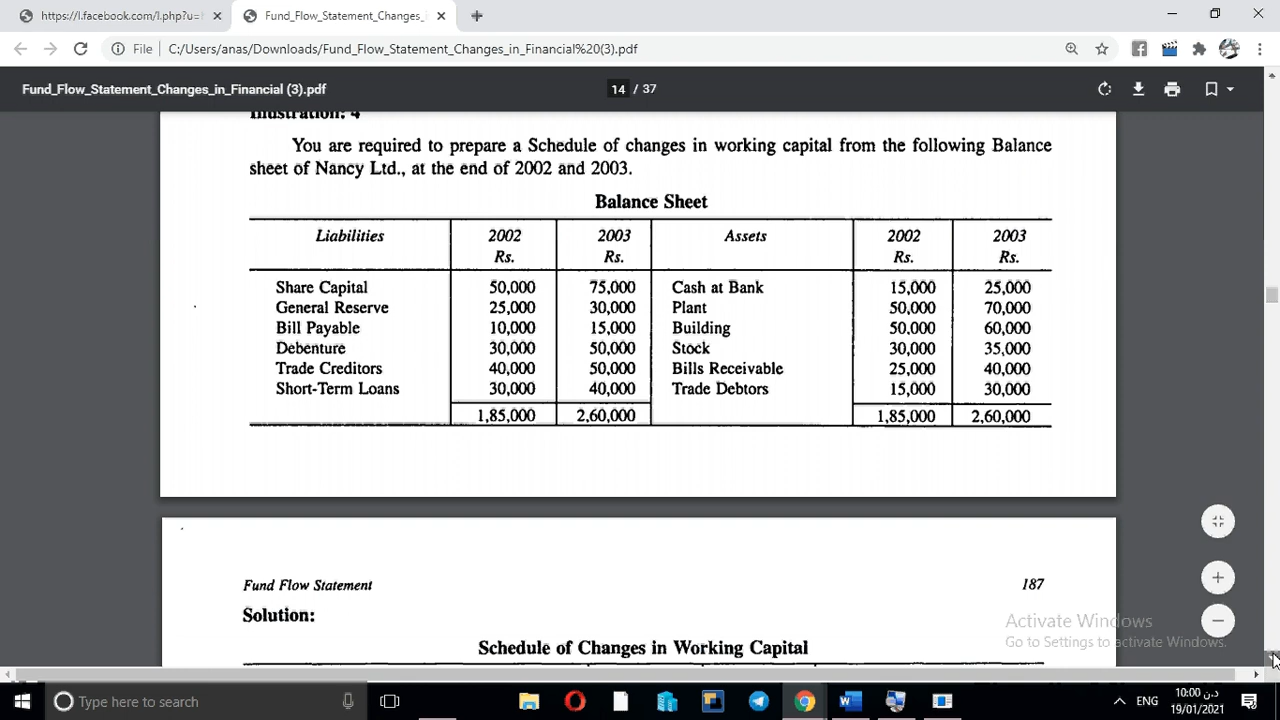 https://l.facebook.com/l.php?u=
Fund_Flow_Statement_Changes_
File
C:/Users/anas/Downloads/Fund_Flow_Statement_Changes_in_Financial%20(3).pdf
Fund_Flow_Statement_Changes_in_Financial (3).pdf
14 / 37
Illustration: 4
You are required to prepare a Schedule of changes in working capital from the following Balance
sheet of Nancy Ltd., at the end of 2002 and 2003.
Balance Sheet
Liabilities 2002 2003 Assets 2002 2003
Rs. Rs. Rs. Rs.
Share Capital 50,000 75,000 Cash at Bank 15,000 25,000
General Reserve 25,000 30,000 Plant 50,000 70,000
Bill Payable 10,000 15,000 Building 50,000 60,000
Debenture 30,000 50,000 Stock 30,000 35,000
Trade Creditors 40,000 50,000 Bills Receivable 25,000 40,000
Short-Term Loans 30,000 40,000 Trade Debtors 15,000 30,000
1,85,000 2,60,000 1,85,000 2,60,000
Fund Flow Statement 187
Solution:
Schedule of Changes in Working Capital
Activate Windows
Go to Settings to activate Windows.
Type here to search
ENG
10:00 د.ن
19/01/2021